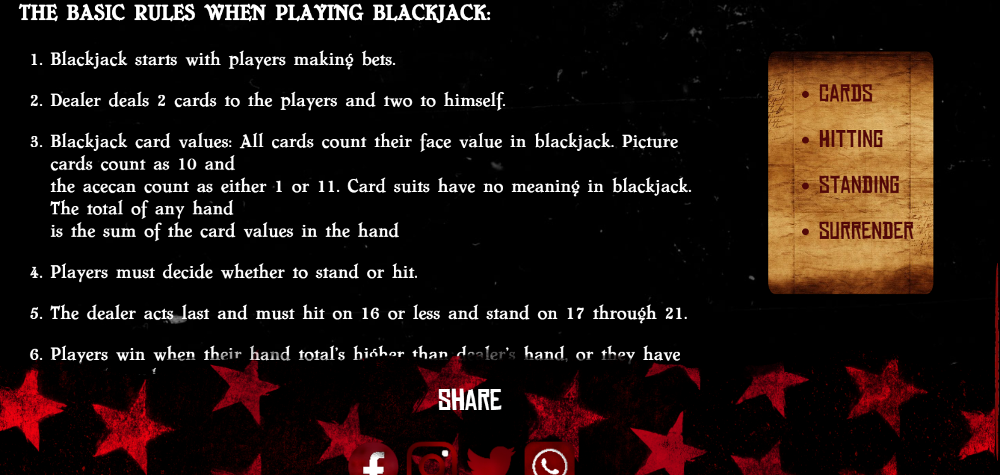 THE BASIC RULES WHEN PLAYING BLACKJACK:
1. Blackjack starts with players making bets.
2. Dealer deals 2 cards to the players and two to himself.
3. Blackjack card values: All cards count their face value in blackjack. Picture
cards count as 10 and
the acecan count as either 1 or 11. Card suits have no meaning in blackjack.
The total of any hand
is the sum of the card values in the hand
4. Players must decide whether to stand or hit.
5. The dealer acts last and must hit on 16 or less and stand on 17 through 21.
6. Players win when their hand total's higher than dealer's hand, or they have
• CARDS
• HITTING
• STANDING
• SURRENDER
SHARE